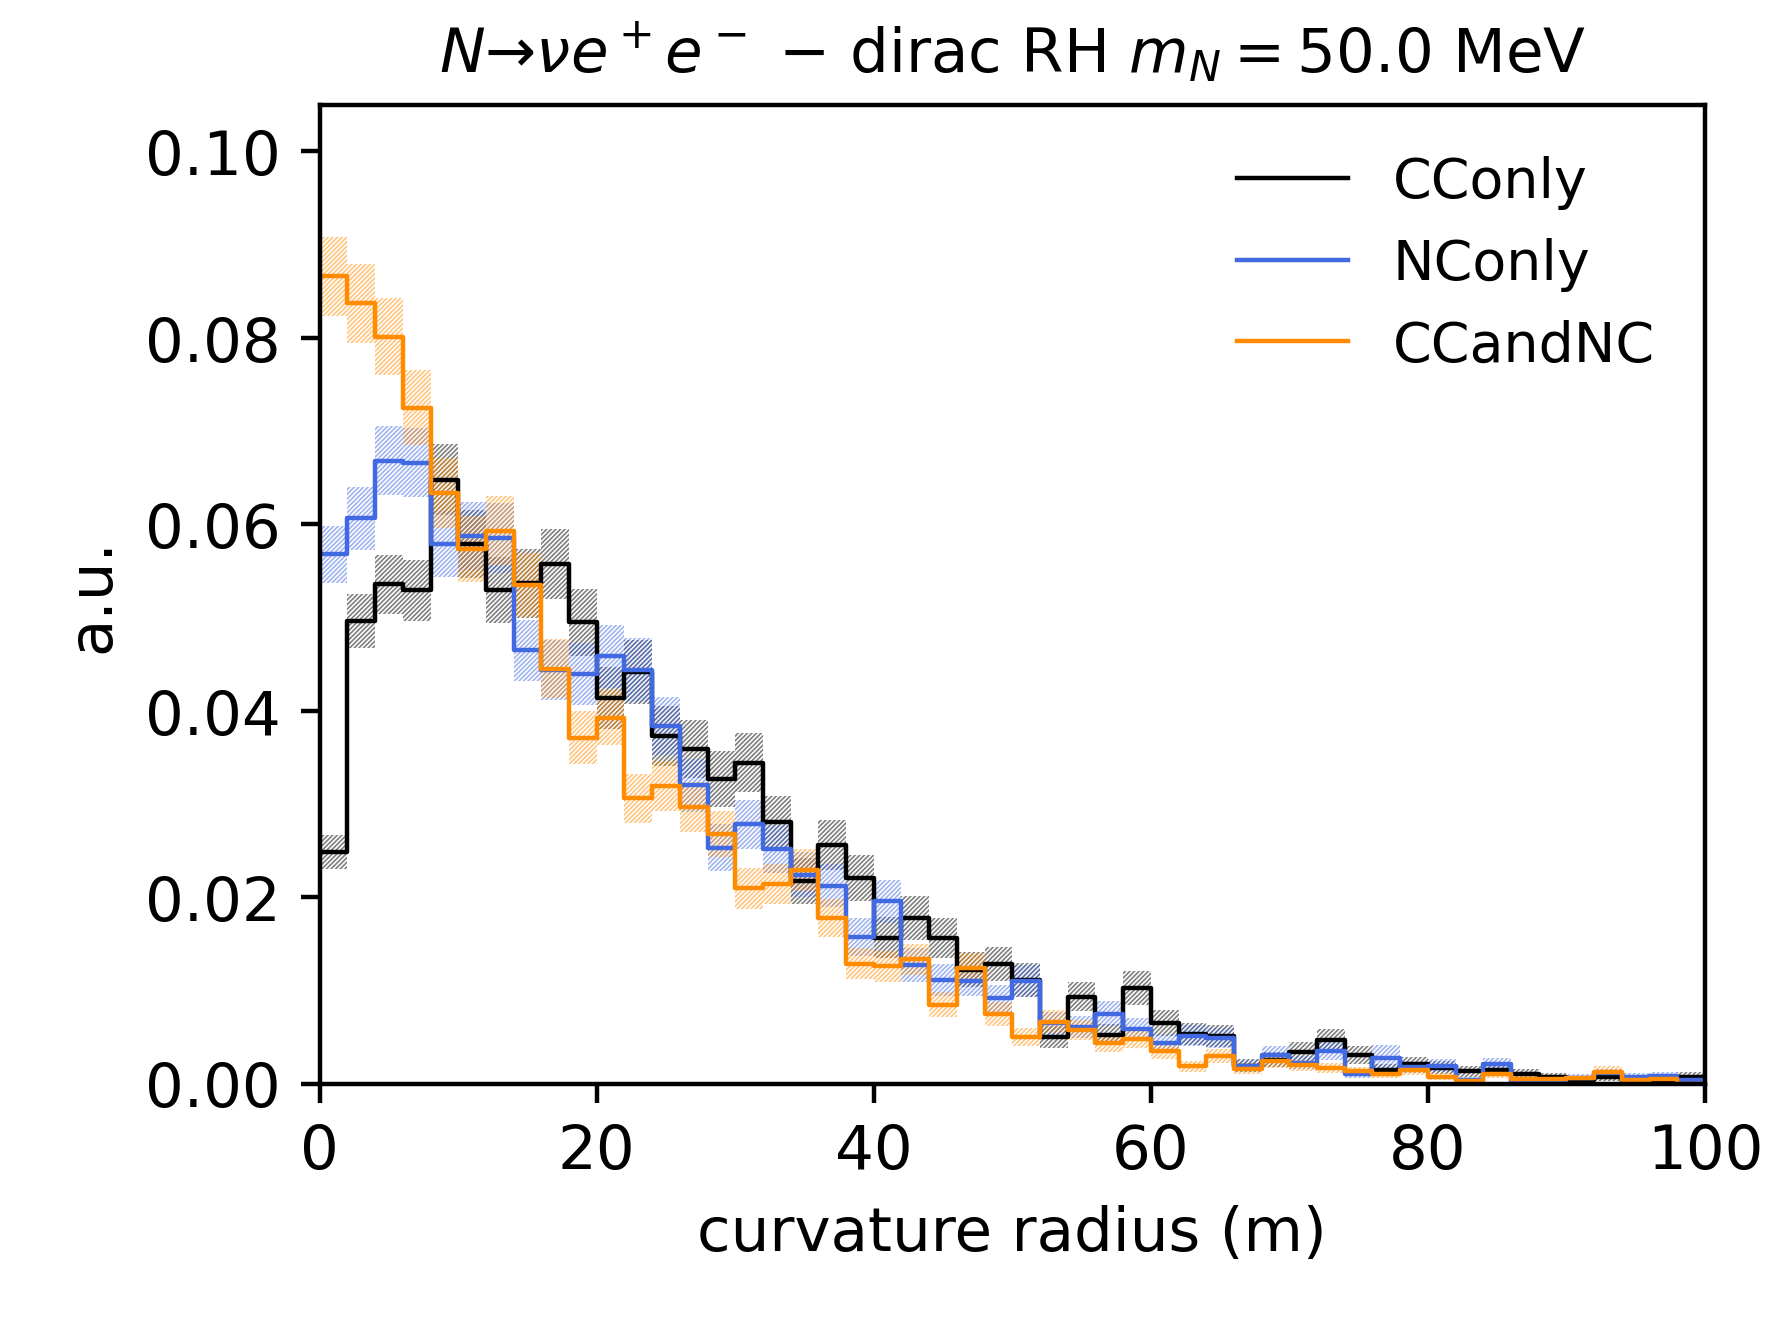 N→νe⁺e⁻ − dirac RH m_N = 50.0 MeV
CConly
NConly
CCandNC
a.u.
0.10
0.08
0.06
0.04
0.02
0.00
0 20 40 60 80 100
curvature radius (m)